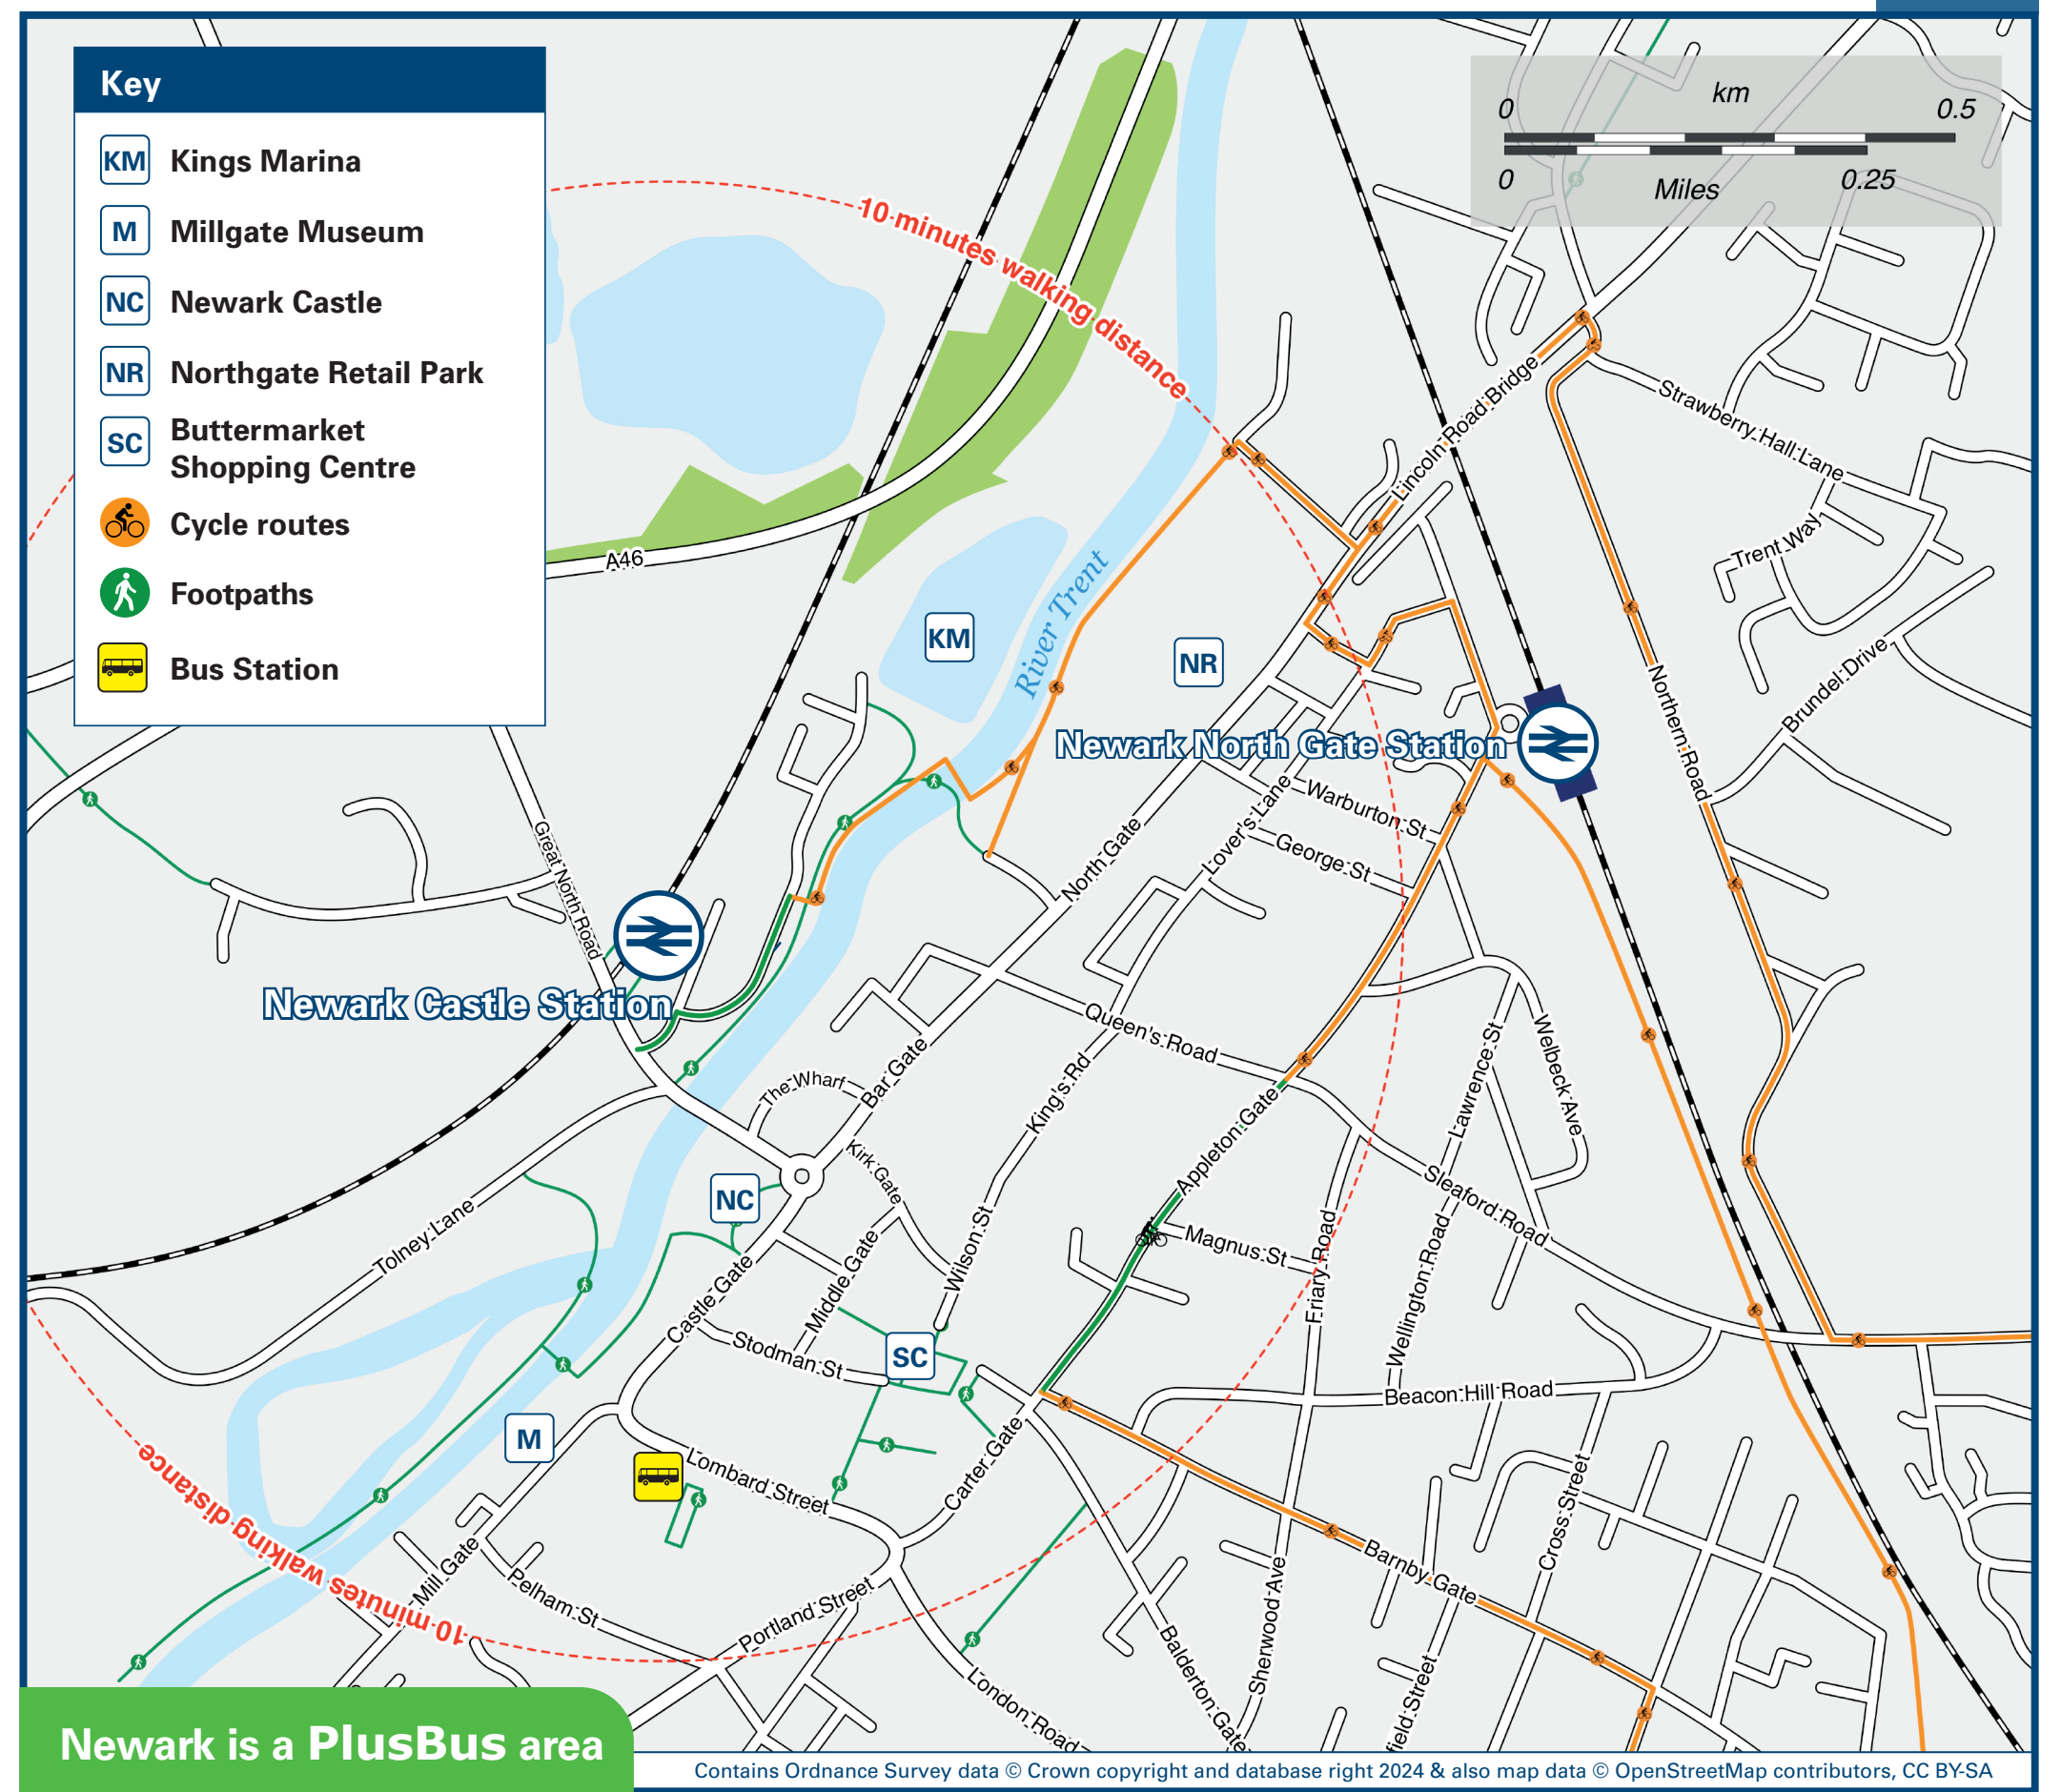 Key
KM Kings Marina
M Millgate Museum
NC Newark Castle
NR Northgate Retail Park
SC Buttermarket
Shopping Centre
Cycle routes
Footpaths
Bus Station
km
0 0.5
0 0.25
Miles
10 minutes walking distance
A46
River Trent
KM
NR
Lincoln Road Bridge
Strawberry Hall Lane
Trent Way
Brundel Drive
Northern Road
Newark North Gate Station
Warburton St
George St
Lover's Lane
North Gate
Great North Road
Newark Castle Station
Queen's Road
Bar Gate
The Wharf
King's Rd
Kirk Gate
Lawrence St
Welbeck Ave
Appleton Gate
NC
Tolney Lane
Castle Gate
Middle Gate
Wilson St
Magnus St
Friary Road
Wellington Road
Sleaford Road
Stodman St
SC
Beacon Hill Road
M
Lombard Street
Carter Gate
Cross Street
Barnby Gate
10 minutes walking distance
Mill Gate
Pelham St
Portland Street
London Road
Balderton Gate
Sherwood Ave
field Street
Newark is a PlusBus area
Contains Ordnance Survey data © Crown copyright and database right 2024 & also map data © OpenStreetMap contributors, CC BY-SA